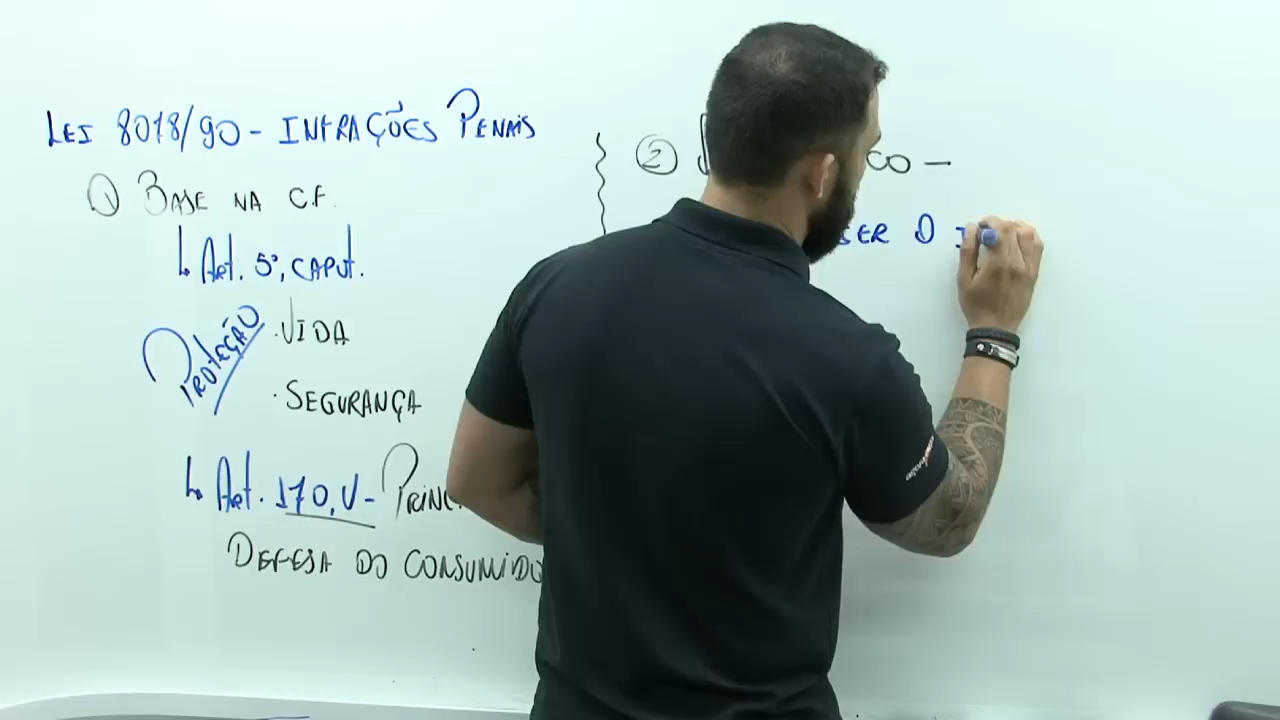 LEI 8078/90 - INFRAÇÕES PENAIS
① BASE NA C.F.
↳ Art. 5º, CAPUT.
PROTEÇÃO
· VIDA
· SEGURANÇA
↳ Art. 170, V - PRINC
DEFESA DO CONSUMIDO
② CO –
SER O